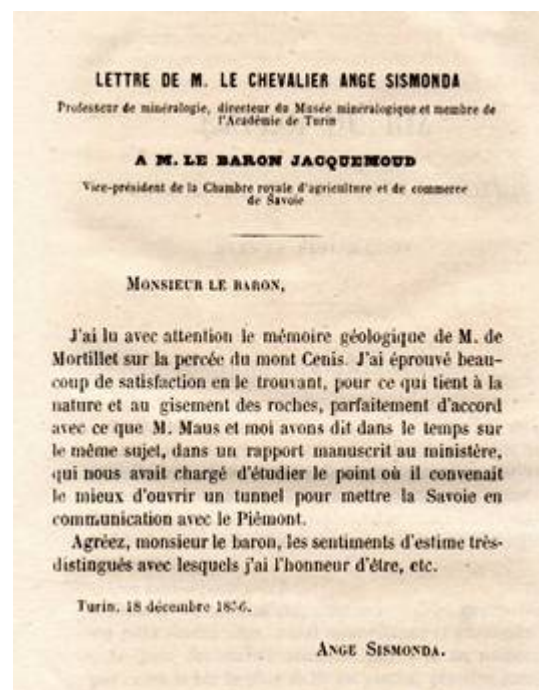 LETTRE DE M. LE CHEVALIER ANGE SISMONDA
Professeur de minéralogie, directeur du Musée minéralogique et membre de
l'Académie de Turin
A M. LE BARON JACQUEMOUD
Vice-président de la Chambre royale d'agriculture et de commerce
de Savoie
MONSIEUR LE BARON,
J'ai lu avec attention le mémoire géologique de M. de
Mortillet sur la percée du mont Cenis. J'ai éprouvé beau-
coup de satisfaction en le trouvant, pour ce qui tient à la
nature et au gisement des roches, parfaitement d'accord
avec ce que M. Maus et moi avons dit dans le temps sur
le même sujet, dans un rapport manuscrit au ministère,
qui nous avait chargé d'étudier le point où il convenait
le mieux d'ouvrir un tunnel pour mettre la Savoie en
communication avec le Piémont.
Agréez, monsieur le baron, les sentiments d'estime très-
distingués avec lesquels j'ai l'honneur d'être, etc.
Turin, 18 décembre 1856.
ANGE SISMONDA.